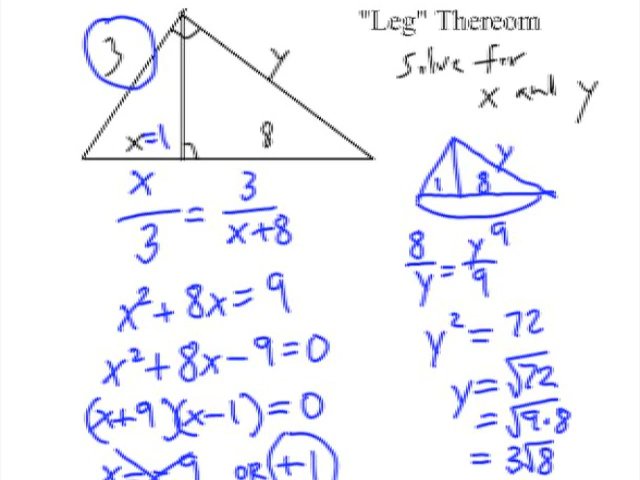 "Leg" Thereom
Solve for
x and y
3
y
x=1
8
x/3 = 3/(x+8)
x² + 8x = 9
x² + 8x - 9 = 0
(x+9)(x-1) = 0
x = -9 OR +1
y
1 8
9
8/y = y/9
y² = 72
y = √72
= √9·8
= 3√8